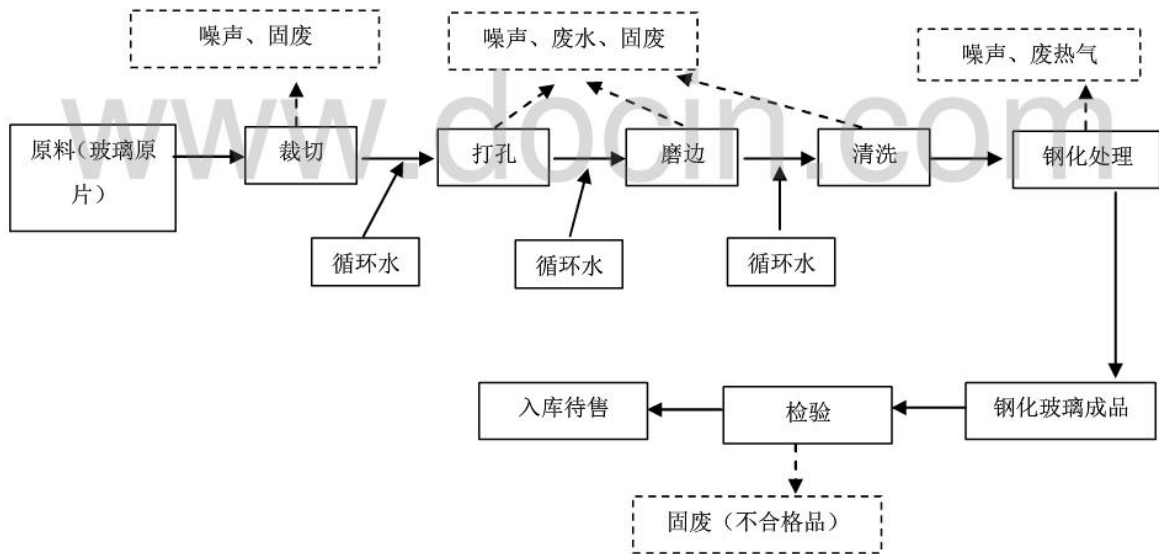 噪声、固废
噪声、废水、固废
噪声、废热气
www.docin.com
原料（玻璃原
片）
裁切
打孔
磨边
清洗
钢化处理
循环水
循环水
循环水
入库待售
检验
钢化玻璃成品
固废（不合格品）